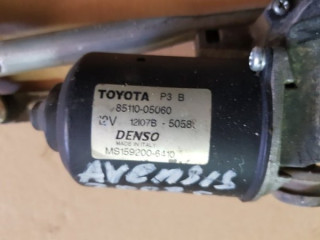 TOYOTA P3 B
85110-05060
12V 12107B - 5058
DENSO
MADE IN ITALY
MS159200-6410
AVENSIS